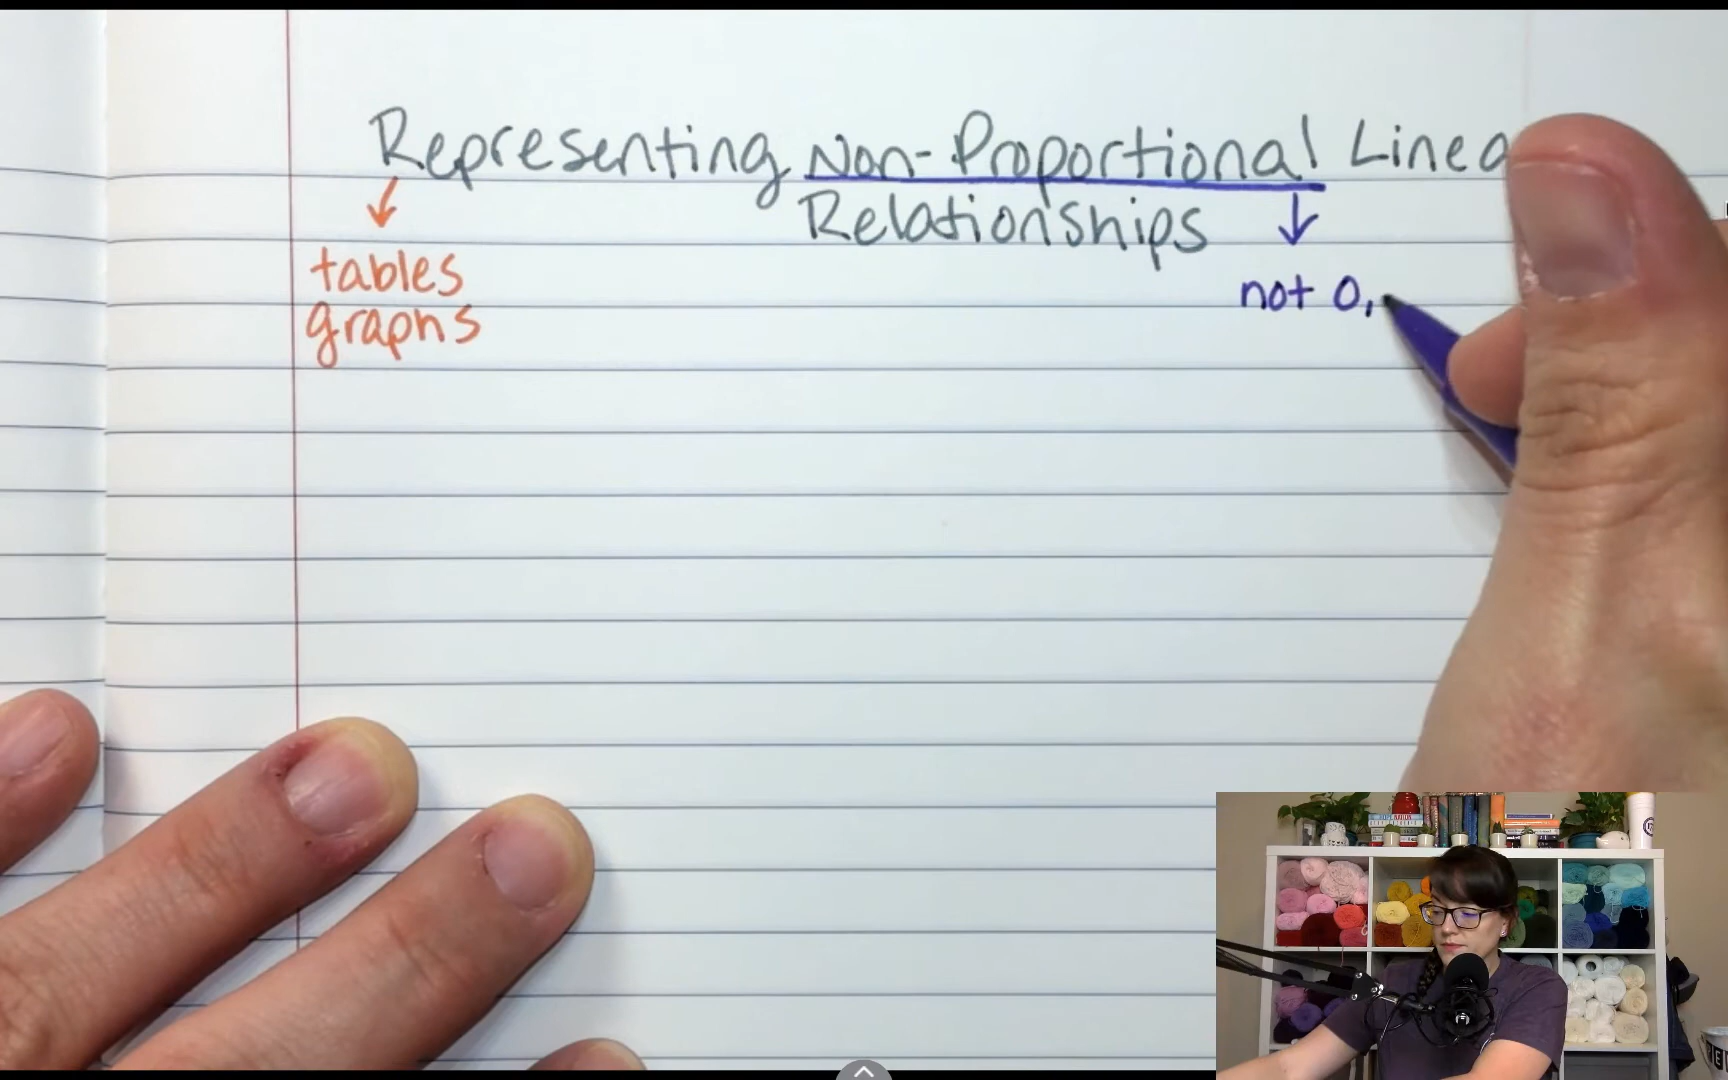 Representing Non-Proportional Linea
Relationships
tables
graphs
not 0,